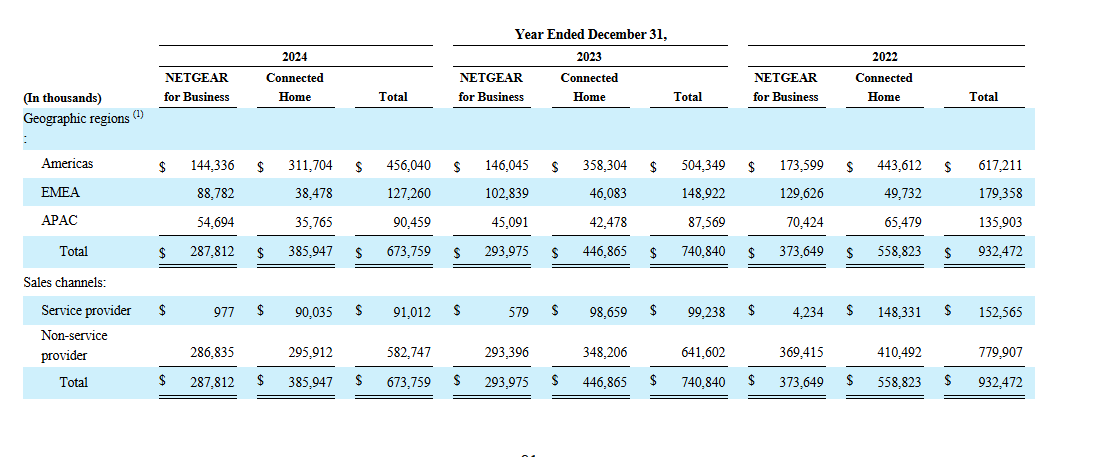 Year Ended December 31,
2024 2023 2022
NETGEAR Connected NETGEAR Connected NETGEAR Connected
(In thousands) for Business Home Total for Business Home Total for Business Home Total
Geographic regions (1)
:
Americas $ 144,336 $ 311,704 $ 456,040 $ 146,045 $ 358,304 $ 504,349 $ 173,599 $ 443,612 $ 617,211
EMEA 88,782 38,478 127,260 102,839 46,083 148,922 129,626 49,732 179,358
APAC 54,694 35,765 90,459 45,091 42,478 87,569 70,424 65,479 135,903
Total $ 287,812 $ 385,947 $ 673,759 $ 293,975 $ 446,865 $ 740,840 $ 373,649 $ 558,823 $ 932,472
Sales channels:
Service provider $ 977 $ 90,035 $ 91,012 $ 579 $ 98,659 $ 99,238 $ 4,234 $ 148,331 $ 152,565
Non-service
provider 286,835 295,912 582,747 293,396 348,206 641,602 369,415 410,492 779,907
Total $ 287,812 $ 385,947 $ 673,759 $ 293,975 $ 446,865 $ 740,840 $ 373,649 $ 558,823 $ 932,472